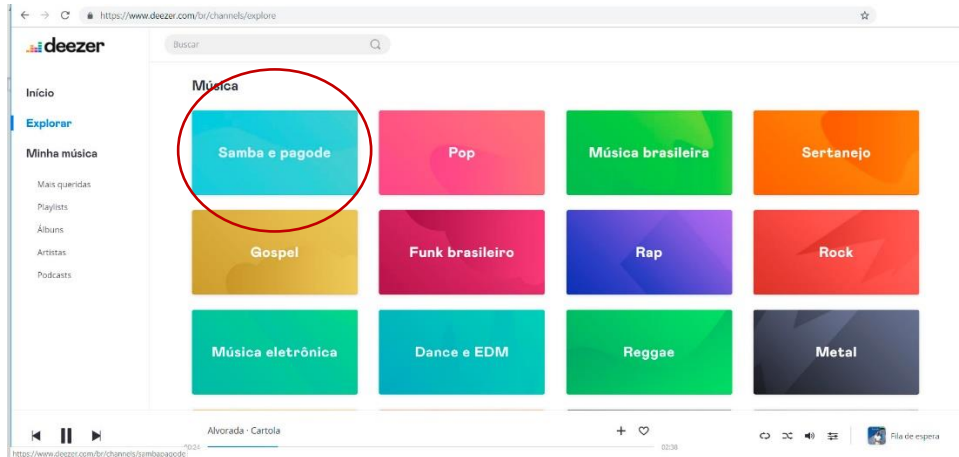 https://www.deezer.com/br/channels/explore
deezer
Buscar
Início
Explorar
Minha música
Mais queridas
Playlists
Álbuns
Artistas
Podcasts
Música
Samba e pagode
Pop
Música brasileira
Sertanejo
Gospel
Funk brasileiro
Rap
Rock
Música eletrônica
Dance e EDM
Reggae
Metal
Alvorada · Cartola
00:24
02:38
Fila de espera
https://www.deezer.com/br/channels/sambapagode